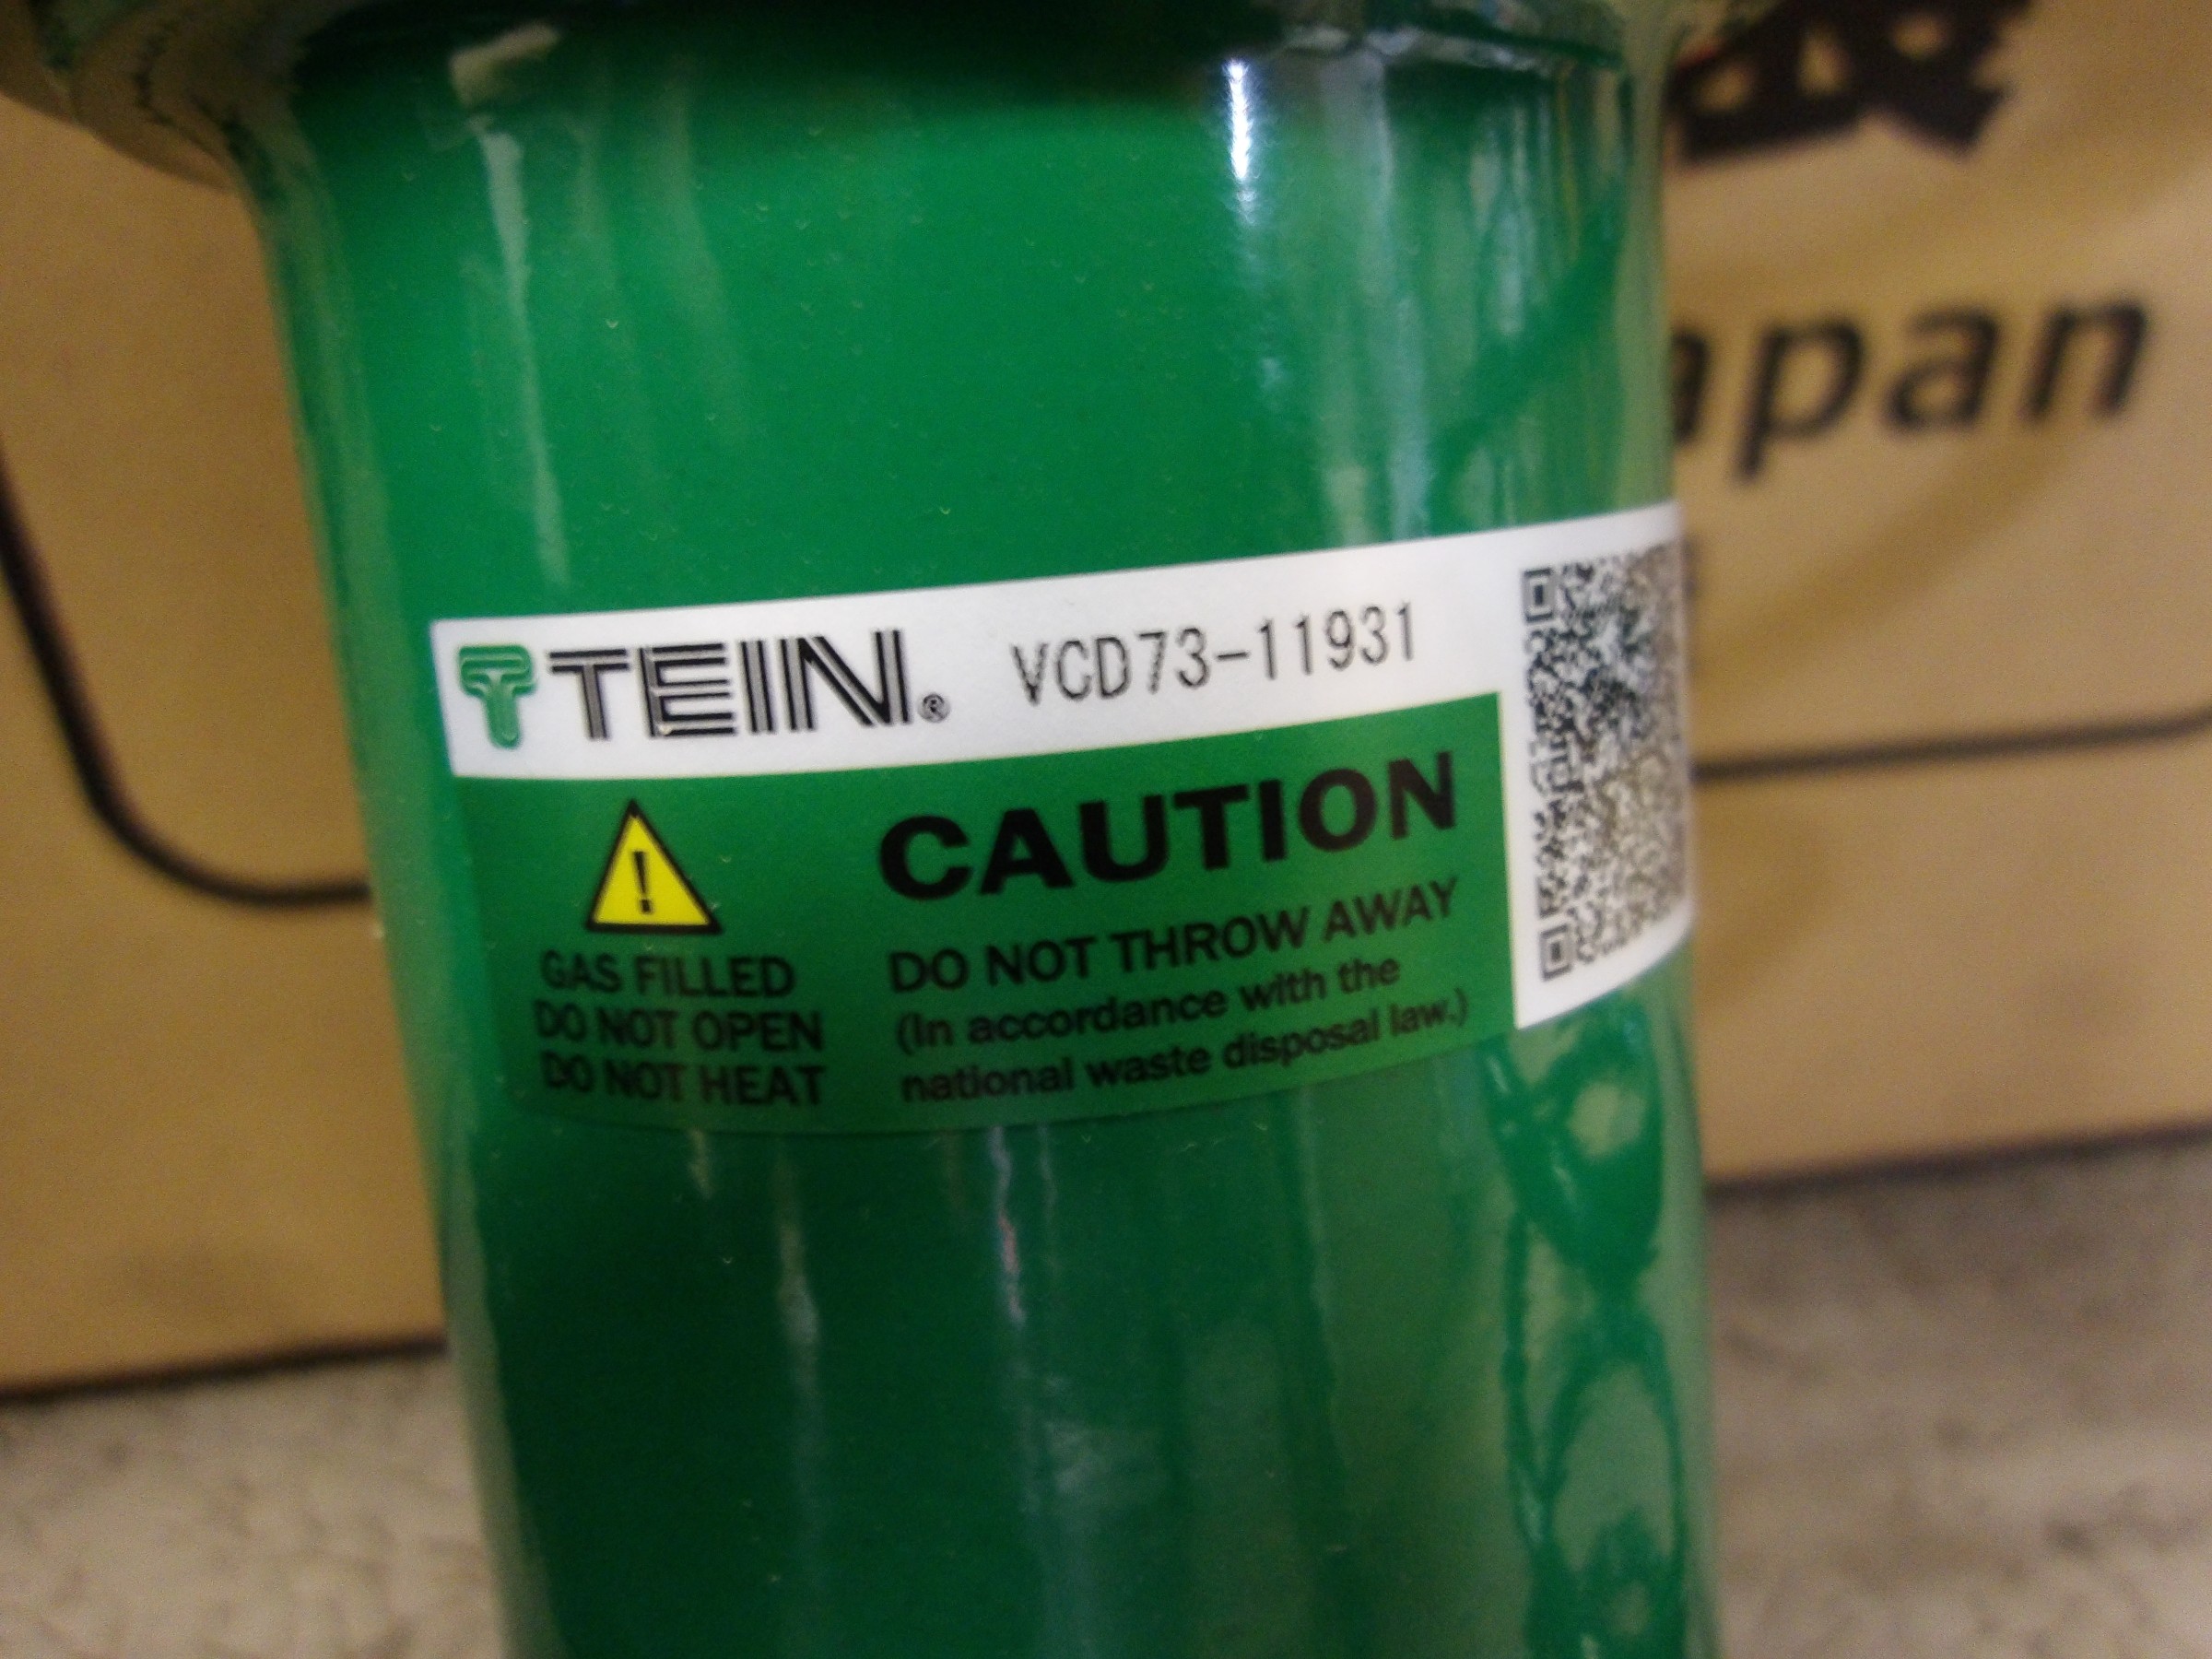 TEIN® VCD73-11931
CAUTION
GAS FILLED
DO NOT OPEN
DO NOT HEAT
DO NOT THROW AWAY
(In accordance with the
national waste disposal law.)
apan